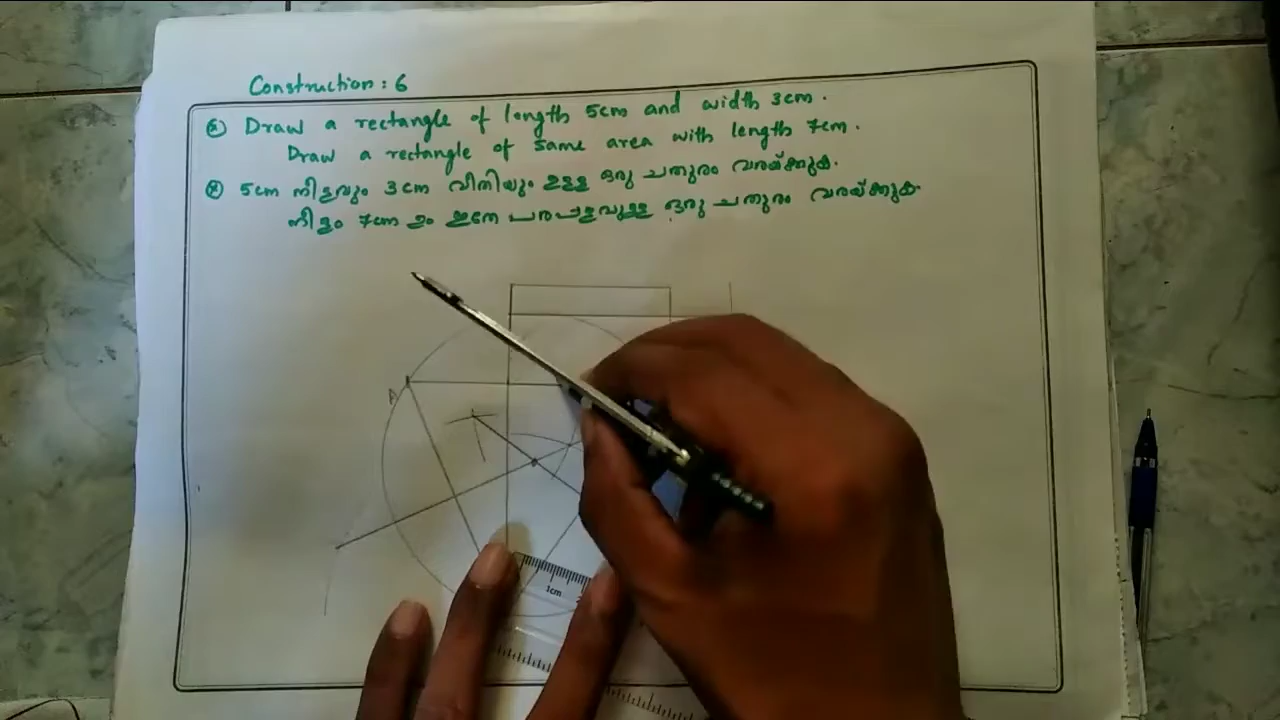 Construction : 6
Draw a rectangle of length 5cm and width 3cm.
Draw a rectangle of same area with length 7cm.
5cm നീളവും 3cm വീതിയും ഉള്ള ഒരു ചതുരം വരയ്ക്കുക.
നീളം 7cm ഉം ഇതേ പരപ്പളവുള്ള ഒരു ചതുരം വരയ്ക്കുക
A
1cm